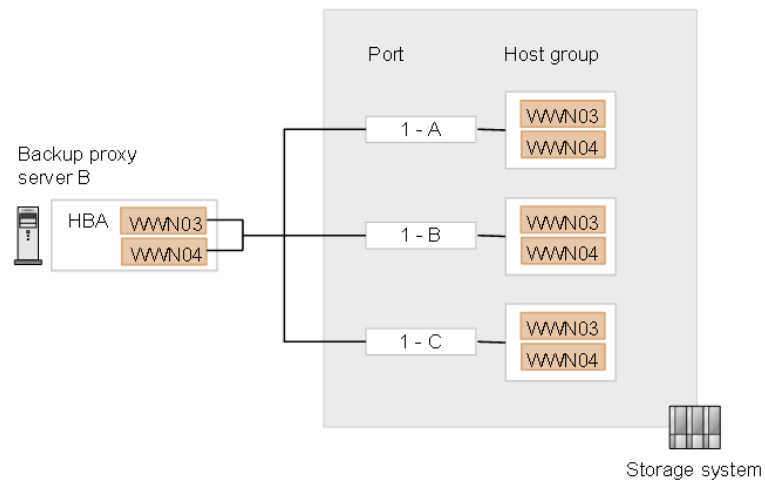 Port
Host group
1 - A
WWN03
WWN04
Backup proxy
server B
HBA
WWN03
WWN04
1 - B
WWN03
WWN04
1 - C
WWN03
WWN04
Storage system